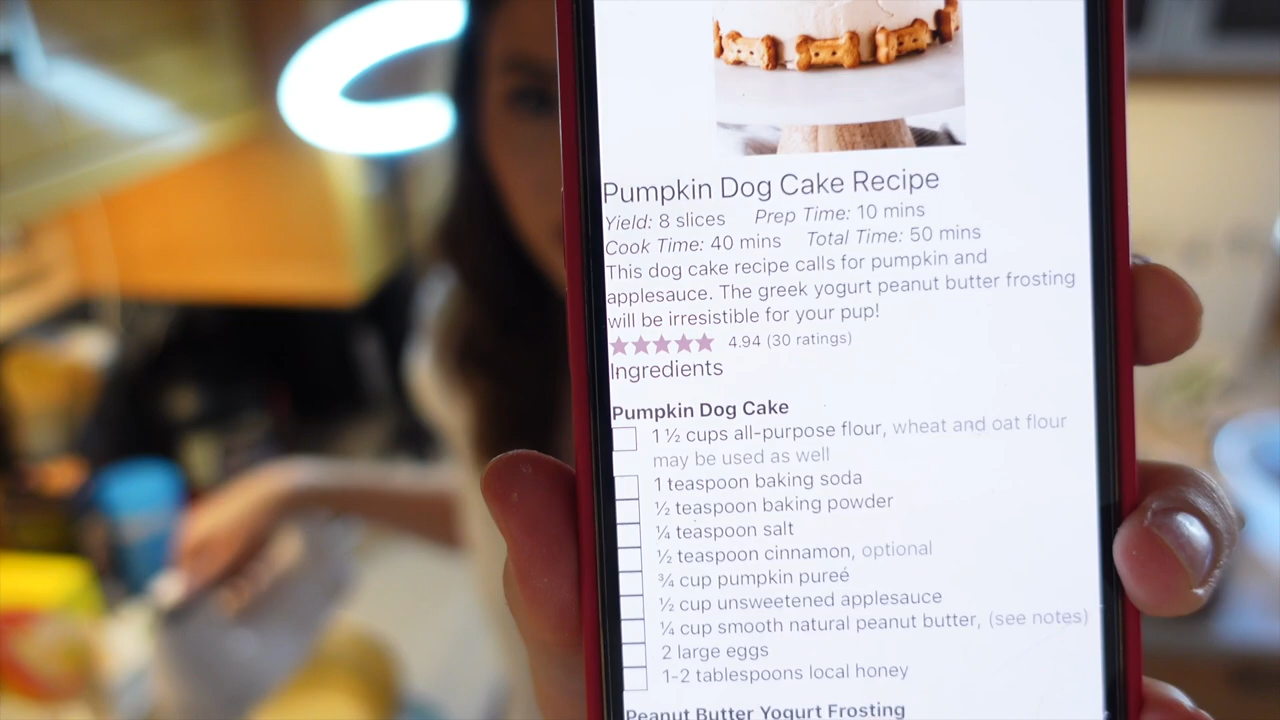 Pumpkin Dog Cake Recipe
Yield: 8 slices Prep Time: 10 mins
Cook Time: 40 mins Total Time: 50 mins
This dog cake recipe calls for pumpkin and
applesauce. The greek yogurt peanut butter frosting
will be irresistible for your pup!
4.94 (30 ratings)
Ingredients
Pumpkin Dog Cake
1 ½ cups all-purpose flour, wheat and oat flour
may be used as well
1 teaspoon baking soda
½ teaspoon baking powder
¼ teaspoon salt
½ teaspoon cinnamon, optional
¾ cup pumpkin pureé
½ cup unsweetened applesauce
¼ cup smooth natural peanut butter, (see notes)
2 large eggs
1-2 tablespoons local honey
Peanut Butter Yogurt Frosting